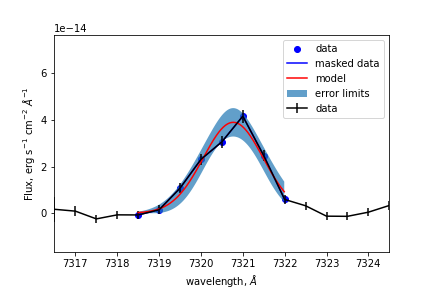 1e−14
data
masked data
model
error limits
data
Flux, erg s⁻¹ cm⁻² Å⁻¹
6
4
2
0
7317 7318 7319 7320 7321 7322 7323 7324
wavelength, Å